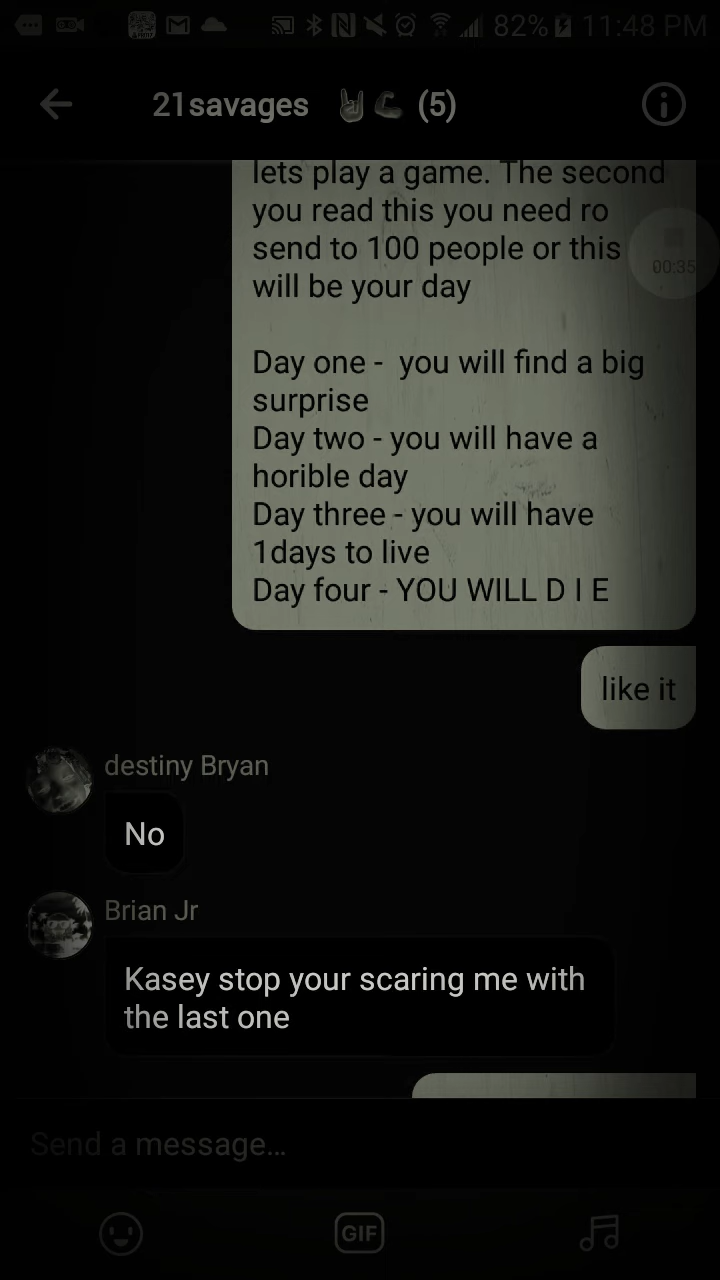 82% 11:48 PM
21savages 🤘💪 (5)
lets play a game. The second
you read this you need ro
send to 100 people or this
will be your day
00:35
Day one -  you will find a big
surprise
Day two - you will have a
horible day
Day three - you will have
1days to live
Day four - YOU WILL D I E
like it
destiny Bryan
No
Brian Jr
Kasey stop your scaring me with
the last one
Send a message...
GIF